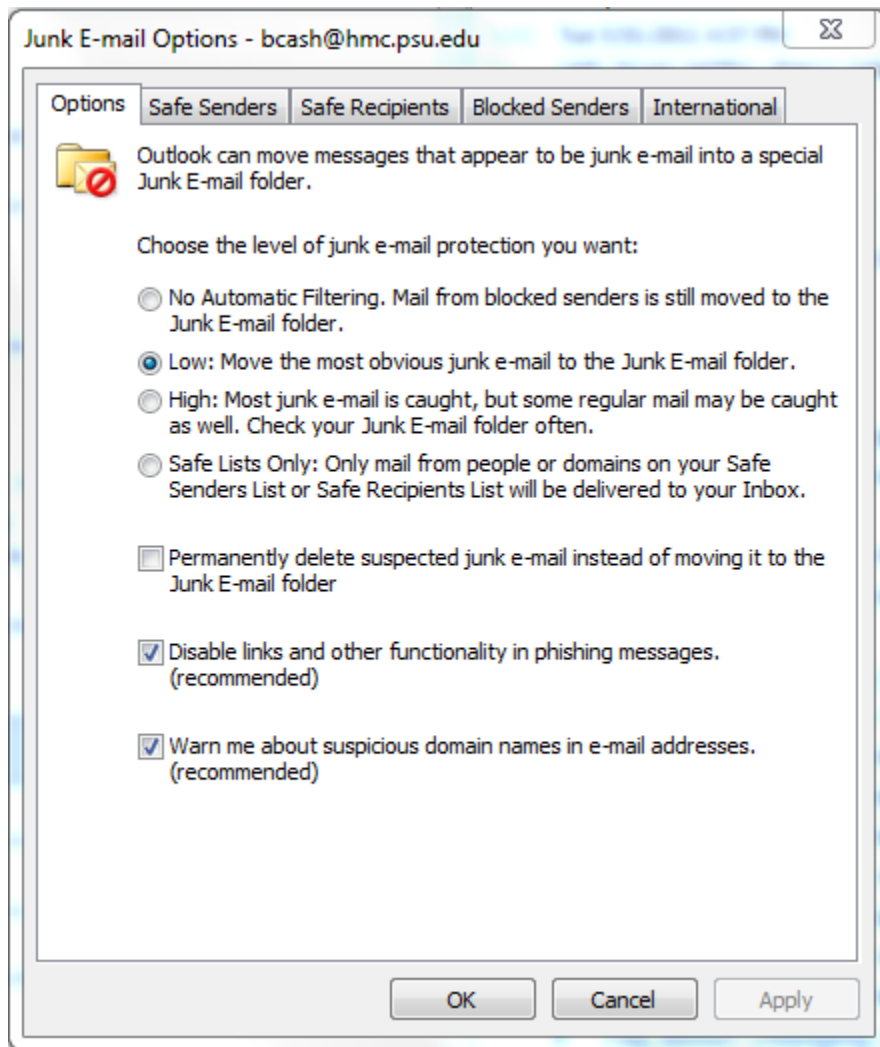 Junk E-mail Options - bcash@hmc.psu.edu
Options Safe Senders Safe Recipients Blocked Senders International
Outlook can move messages that appear to be junk e-mail into a special
Junk E-mail folder.
Choose the level of junk e-mail protection you want:
No Automatic Filtering. Mail from blocked senders is still moved to the
Junk E-mail folder.
Low: Move the most obvious junk e-mail to the Junk E-mail folder.
High: Most junk e-mail is caught, but some regular mail may be caught
as well. Check your Junk E-mail folder often.
Safe Lists Only: Only mail from people or domains on your Safe
Senders List or Safe Recipients List will be delivered to your Inbox.
Permanently delete suspected junk e-mail instead of moving it to the
Junk E-mail folder
Disable links and other functionality in phishing messages.
(recommended)
Warn me about suspicious domain names in e-mail addresses.
(recommended)
OK Cancel Apply